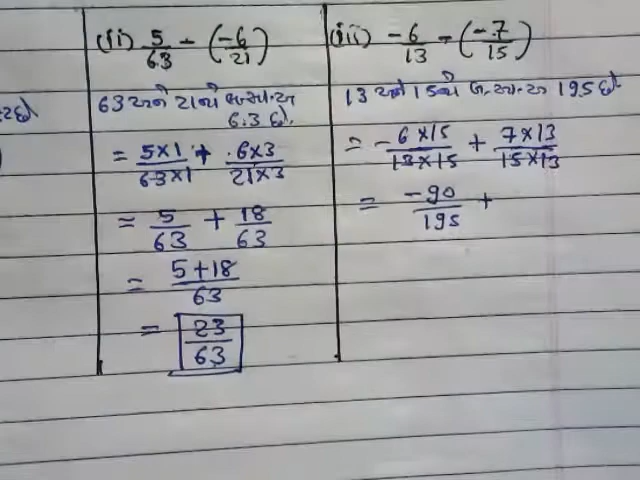 (ii) 5/63 - (-6/21)
63 અને 21નો લ.સા.અ
63 છે.
= 5×1/63×1 + 6×3/21×3
= 5/63 + 18/63
= 5+18/63
= 23/63
(iii) -6/13 - (-7/15)
13 અને 15નો લ.સા.અ 195 છે.
= -6×15/13×15 + 7×13/15×13
= -90/195 +